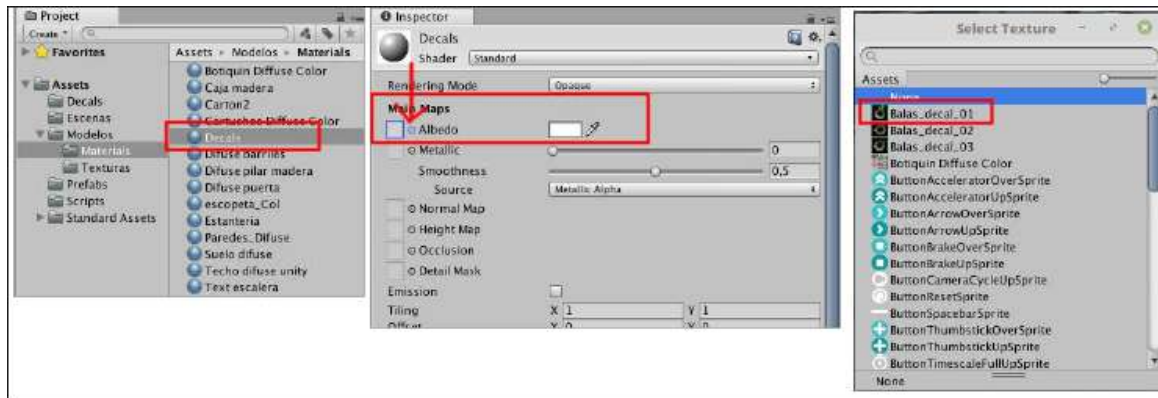 Project
Create
Favorites
Assets
Decals
Escenas
Modelos
Materials
Texturas
Prefabs
Scripts
Standard Assets
Assets Modelos Materials
Botiquin Diffuse Color
Caja madera
Carton2
Cartuchos Diffuse Color
Decals
Difuse barriles
Difuse pilar madera
Difuse puerta
escopeta_Col
Estanteria
Paredes_Difuse
Suelo difuse
Techo difuse unity
Text escalera
Inspector
Decals
Shader Standard
Rendering Mode Opaque
Main Maps
Albedo
Metallic 0
Smoothness 0,5
Source Metallic Alpha
Normal Map
Height Map
Occlusion
Detail Mask
Emission
Tiling X 1 Y 1
Offset X 0 Y 0
Select Texture
Assets
None
Balas_decal_01
Balas_decal_02
Balas_decal_03
Botiquin Diffuse Color
ButtonAcceleratorOverSprite
ButtonAcceleratorUpSprite
ButtonArrowOverSprite
ButtonArrowUpSprite
ButtonBrakeOverSprite
ButtonBrakeUpSprite
ButtonCameraCycleUpSprite
ButtonResetSprite
ButtonSpacebarSprite
ButtonThumbstickOverSprite
ButtonThumbstickUpSprite
ButtonTimescaleFullUpSprite
None